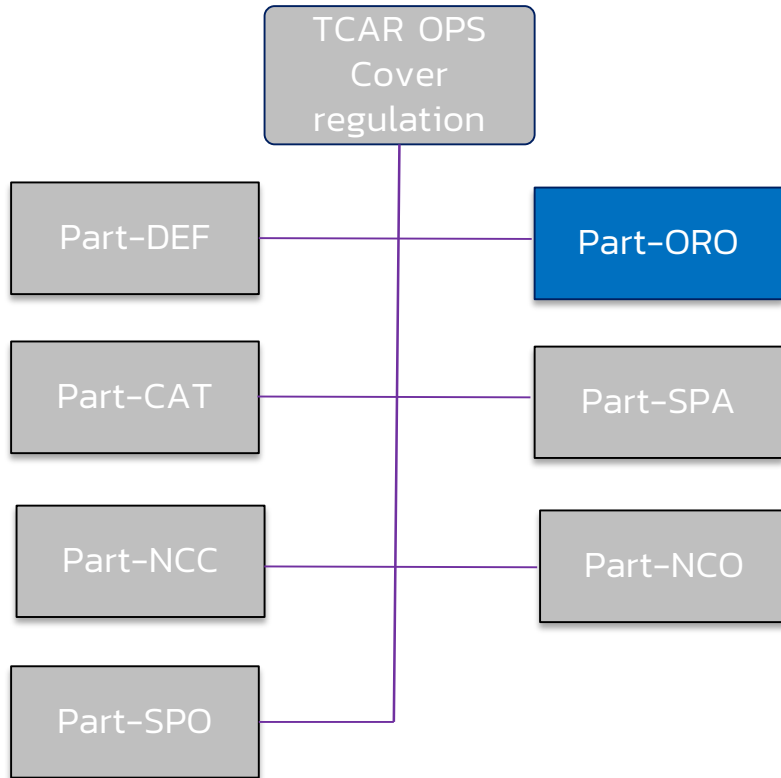 TCAR OPS
Cover
regulation
Part-DEF
Part-ORO
Part-CAT
Part-SPA
Part-NCC
Part-NCO
Part-SPO